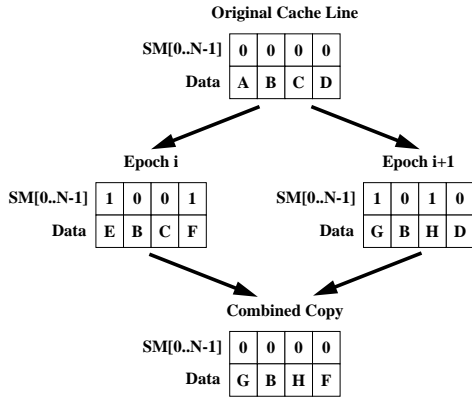 Original Cache Line
SM[0..N-1] 0 0 0 0
Data A B C D
Epoch i
SM[0..N-1] 1 0 0 1
Data E B C F
Epoch i+1
SM[0..N-1] 1 0 1 0
Data G B H D
Combined Copy
SM[0..N-1] 0 0 0 0
Data G B H F